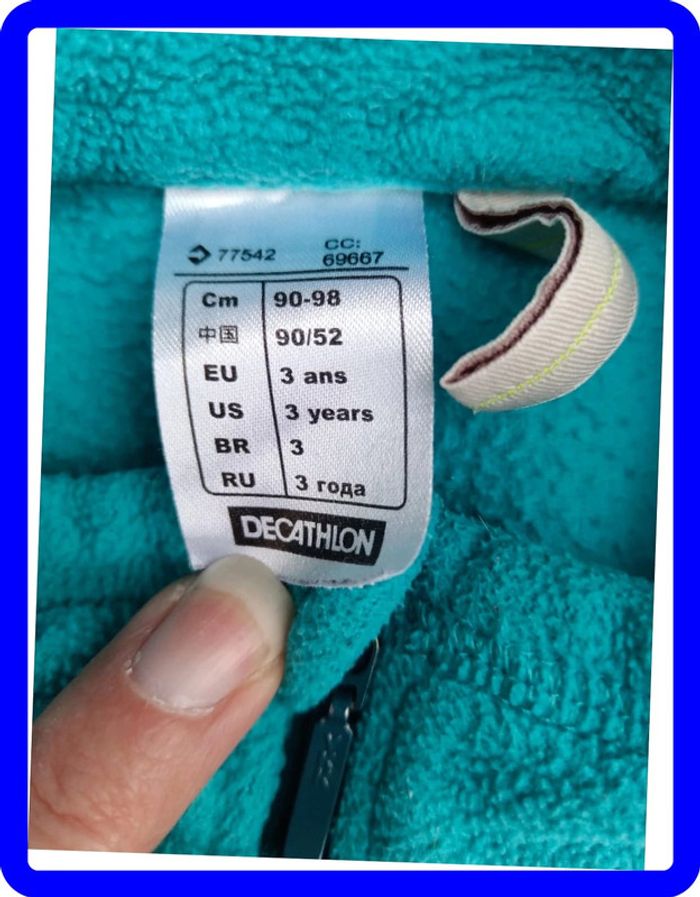 77542 CC: 69667
Cm 90-98
中国 90/52
EU 3 ans
US 3 years
BR 3
RU 3 года
DECATHLON